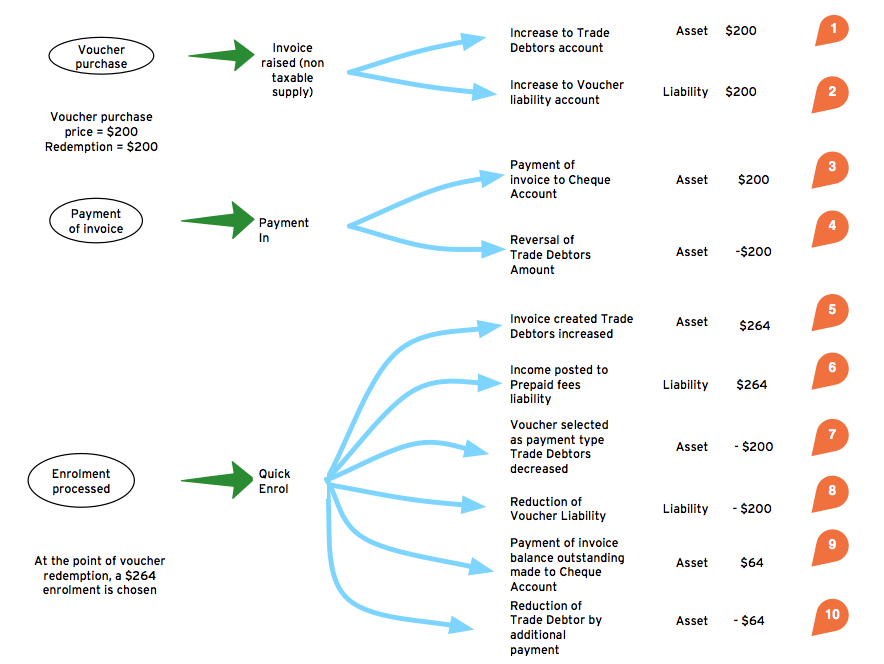 Voucher
purchase
Invoice
raised (non
taxable
supply)
Increase to Trade
Debtors account
Asset $200
1
Increase to Voucher
liability account
Liability $200
2
Voucher purchase
price = $200
Redemption = $200
Payment
of invoice
Payment
In
Payment of
invoice to Cheque
Account
Asset $200
3
Reversal of
Trade Debtors
Amount
Asset -$200
4
Enrolment
processed
Quick
Enrol
At the point of voucher
redemption, a $264
enrolment is chosen
Invoice created Trade
Debtors increased
Asset $264
5
Income posted to
Prepaid fees
liability
Liability $264
6
Voucher selected
as payment type
Trade Debtors
decreased
Asset - $200
7
Reduction of
Voucher Liability
Liability - $200
8
Payment of invoice
balance outstanding
made to Cheque
Account
Asset $64
9
Reduction of
Trade Debtor by
additional
payment
Asset - $64
10